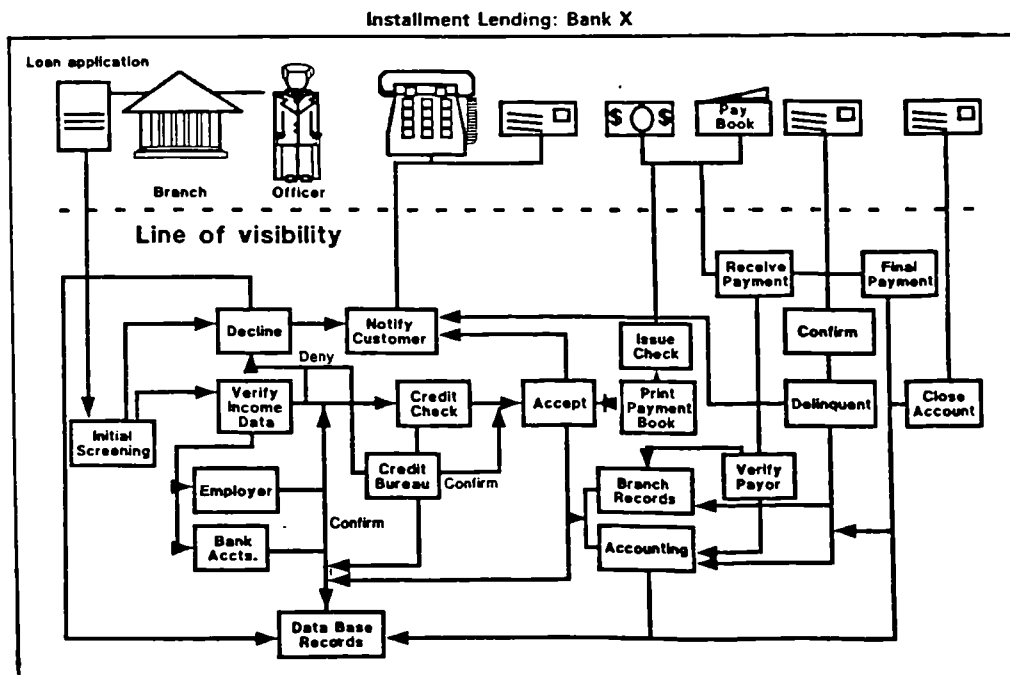 Installment Lending: Bank X
Loan application
Branch
Officer
$ $
Pay
Book
Line of visibility
Receive
Payment
Final
Payment
Decline
Notify
Customer
Issue
Check
Confirm
Deny
Verify
Income
Data
Credit
Check
Accept
Print
Payment
Book
Delinquent
Close
Account
Initial
Screening
Employer
Credit
Bureau
Confirm
Branch
Records
Verify
Payor
Confirm
Bank
Accts.
Accounting
Data Base
Records